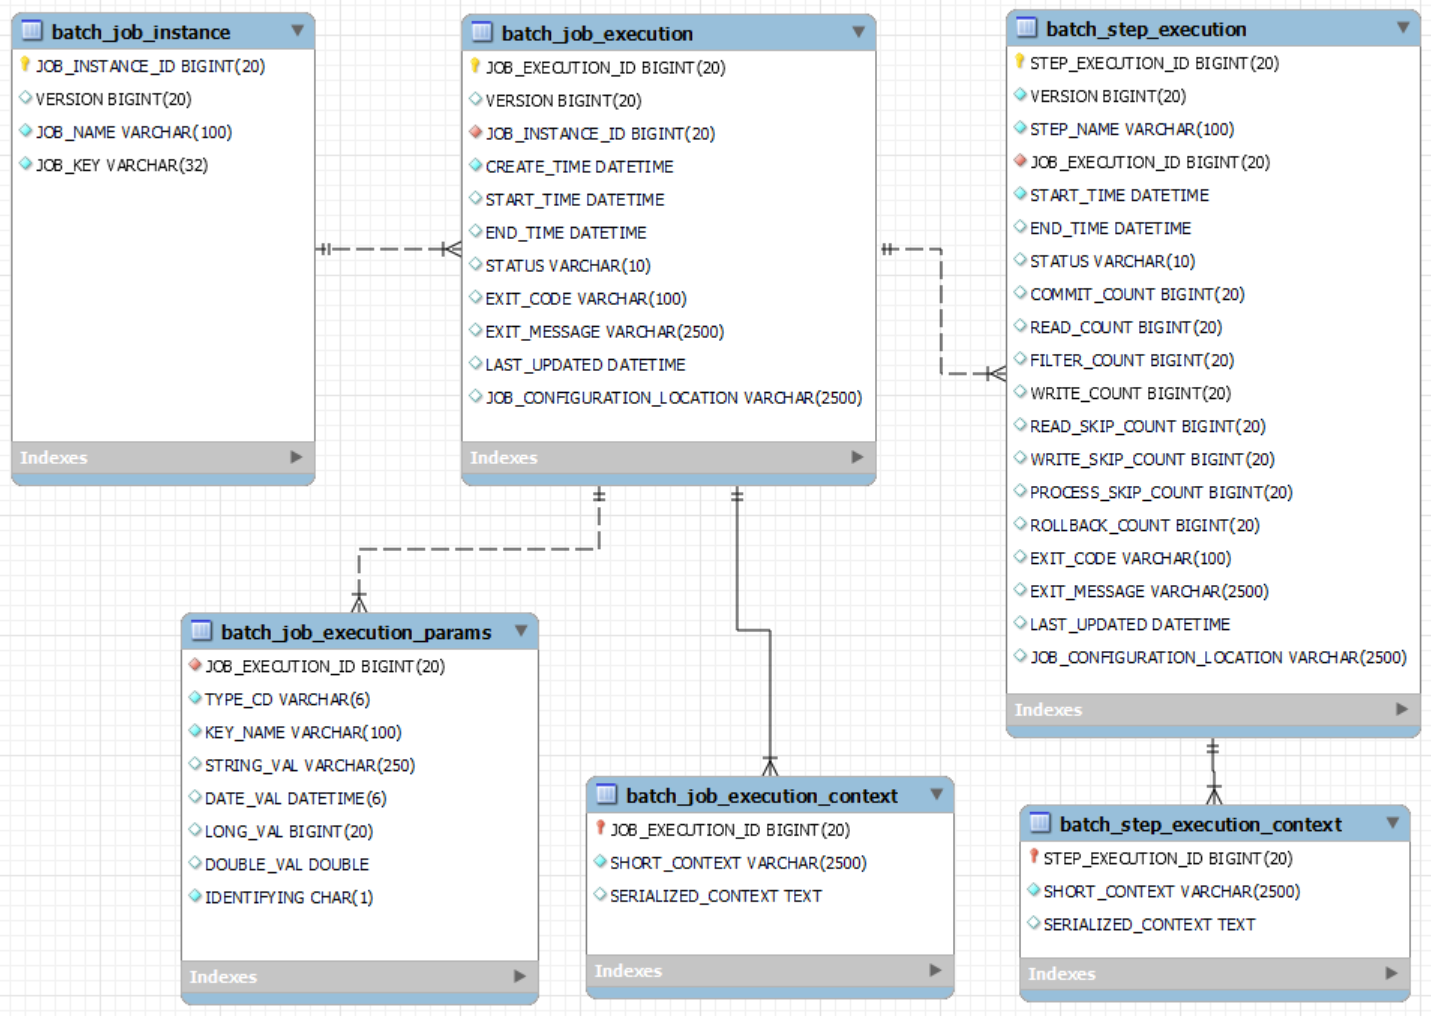 batch_job_instance
JOB_INSTANCE_ID BIGINT(20)
VERSION BIGINT(20)
JOB_NAME VARCHAR(100)
JOB_KEY VARCHAR(32)
Indexes
batch_job_execution
JOB_EXECUTION_ID BIGINT(20)
VERSION BIGINT(20)
JOB_INSTANCE_ID BIGINT(20)
CREATE_TIME DATETIME
START_TIME DATETIME
END_TIME DATETIME
STATUS VARCHAR(10)
EXIT_CODE VARCHAR(100)
EXIT_MESSAGE VARCHAR(2500)
LAST_UPDATED DATETIME
JOB_CONFIGURATION_LOCATION VARCHAR(2500)
Indexes
batch_step_execution
STEP_EXECUTION_ID BIGINT(20)
VERSION BIGINT(20)
STEP_NAME VARCHAR(100)
JOB_EXECUTION_ID BIGINT(20)
START_TIME DATETIME
END_TIME DATETIME
STATUS VARCHAR(10)
COMMIT_COUNT BIGINT(20)
READ_COUNT BIGINT(20)
FILTER_COUNT BIGINT(20)
WRITE_COUNT BIGINT(20)
READ_SKIP_COUNT BIGINT(20)
WRITE_SKIP_COUNT BIGINT(20)
PROCESS_SKIP_COUNT BIGINT(20)
ROLLBACK_COUNT BIGINT(20)
EXIT_CODE VARCHAR(100)
EXIT_MESSAGE VARCHAR(2500)
LAST_UPDATED DATETIME
JOB_CONFIGURATION_LOCATION VARCHAR(2500)
Indexes
batch_job_execution_params
JOB_EXECUTION_ID BIGINT(20)
TYPE_CD VARCHAR(6)
KEY_NAME VARCHAR(100)
STRING_VAL VARCHAR(250)
DATE_VAL DATETIME(6)
LONG_VAL BIGINT(20)
DOUBLE_VAL DOUBLE
IDENTIFYING CHAR(1)
Indexes
batch_job_execution_context
JOB_EXECUTION_ID BIGINT(20)
SHORT_CONTEXT VARCHAR(2500)
SERIALIZED_CONTEXT TEXT
Indexes
batch_step_execution_context
STEP_EXECUTION_ID BIGINT(20)
SHORT_CONTEXT VARCHAR(2500)
SERIALIZED_CONTEXT TEXT
Indexes